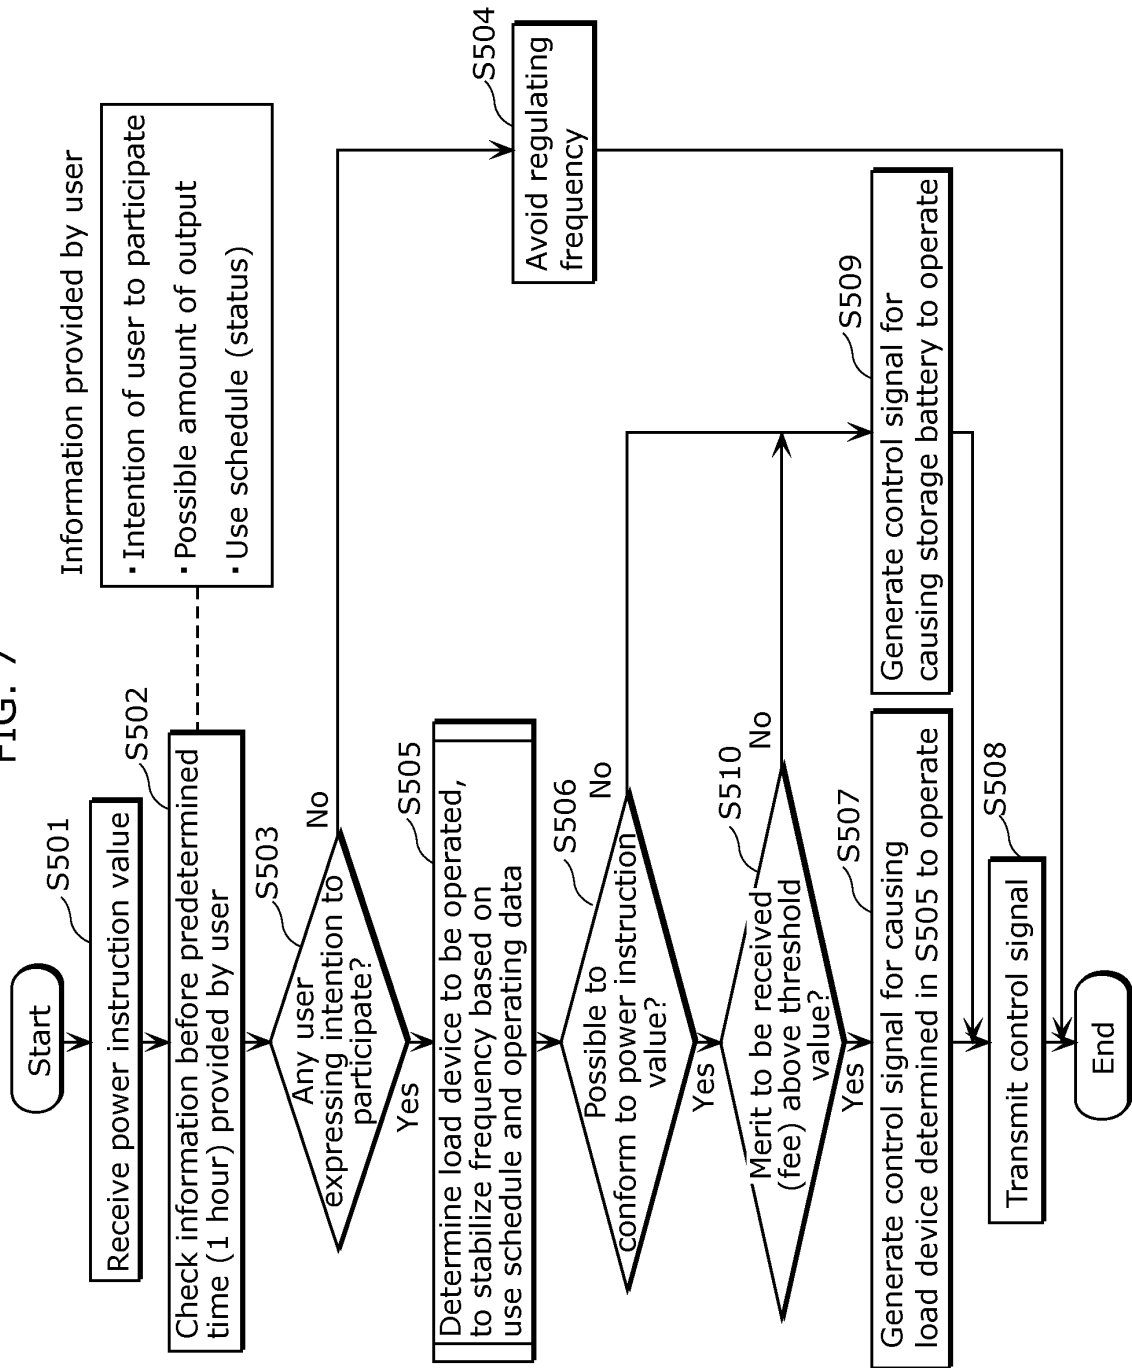 FIG. 7
Start
S501
Receive power instruction value
S502
Check information before predetermined
time (1 hour) provided by user
Information provided by user
・Intention of user to participate
・Possible amount of output
・Use schedule (status)
S503
Any user
expressing intention to
participate?
No
Yes
S504
Avoid regulating
frequency
S505
Determine load device to be operated,
to stabilize frequency based on
use schedule and operating data
S506
Possible to
conform to power instruction
value?
No
Yes
S510
Merit to be received
(fee) above threshold
value?
No
Yes
S507
Generate control signal for causing
load device determined in S505 to operate
S509
Generate control signal for
causing storage battery to operate
S508
Transmit control signal
End